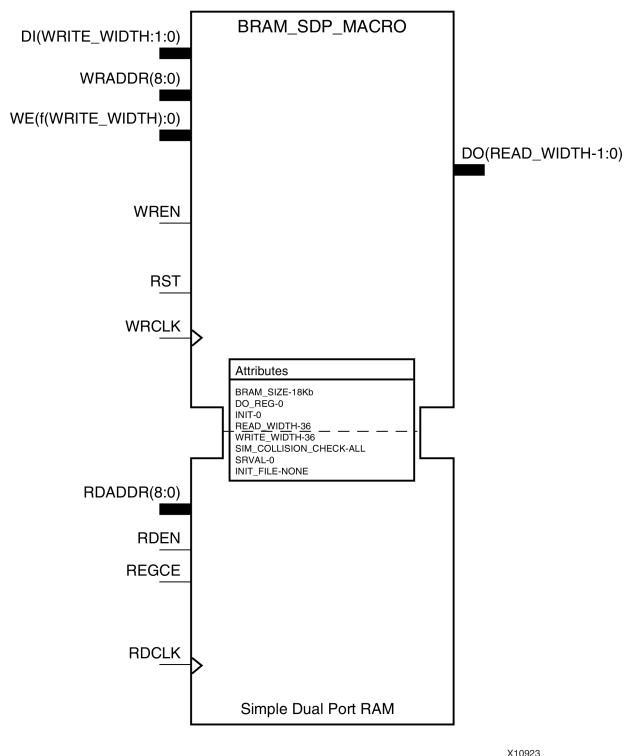 BRAM_SDP_MACRO
DI(WRITE_WIDTH:1:0)
WRADDR(8:0)
WE(f(WRITE_WIDTH):0)
DO(READ_WIDTH-1:0)
WREN
RST
WRCLK
Attributes
BRAM_SIZE-18Kb
DO_REG-0
INIT-0
READ_WIDTH-36
WRITE_WIDTH-36
SIM_COLLISION_CHECK-ALL
SRVAL-0
INIT_FILE-NONE
RDADDR(8:0)
RDEN
REGCE
RDCLK
Simple Dual Port RAM
X10923